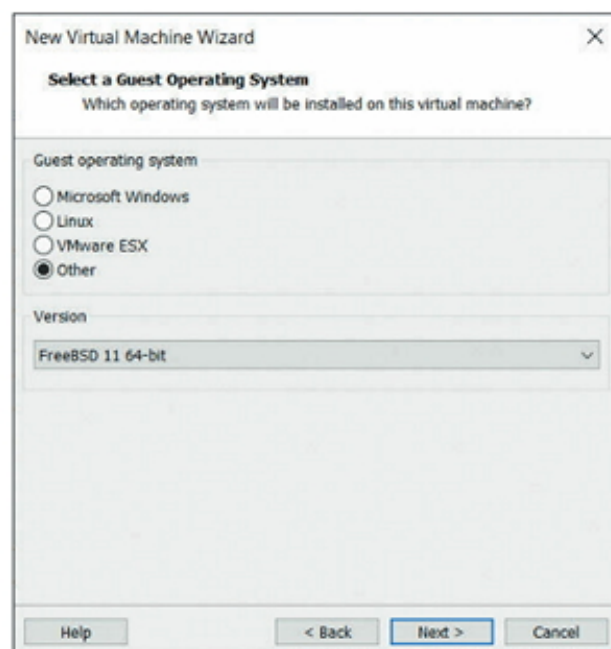 New Virtual Machine Wizard
Select a Guest Operating System
Which operating system will be installed on this virtual machine?
Guest operating system
Microsoft Windows
Linux
VMware ESX
Other
Version
FreeBSD 11 64-bit
Help
< Back
Next >
Cancel